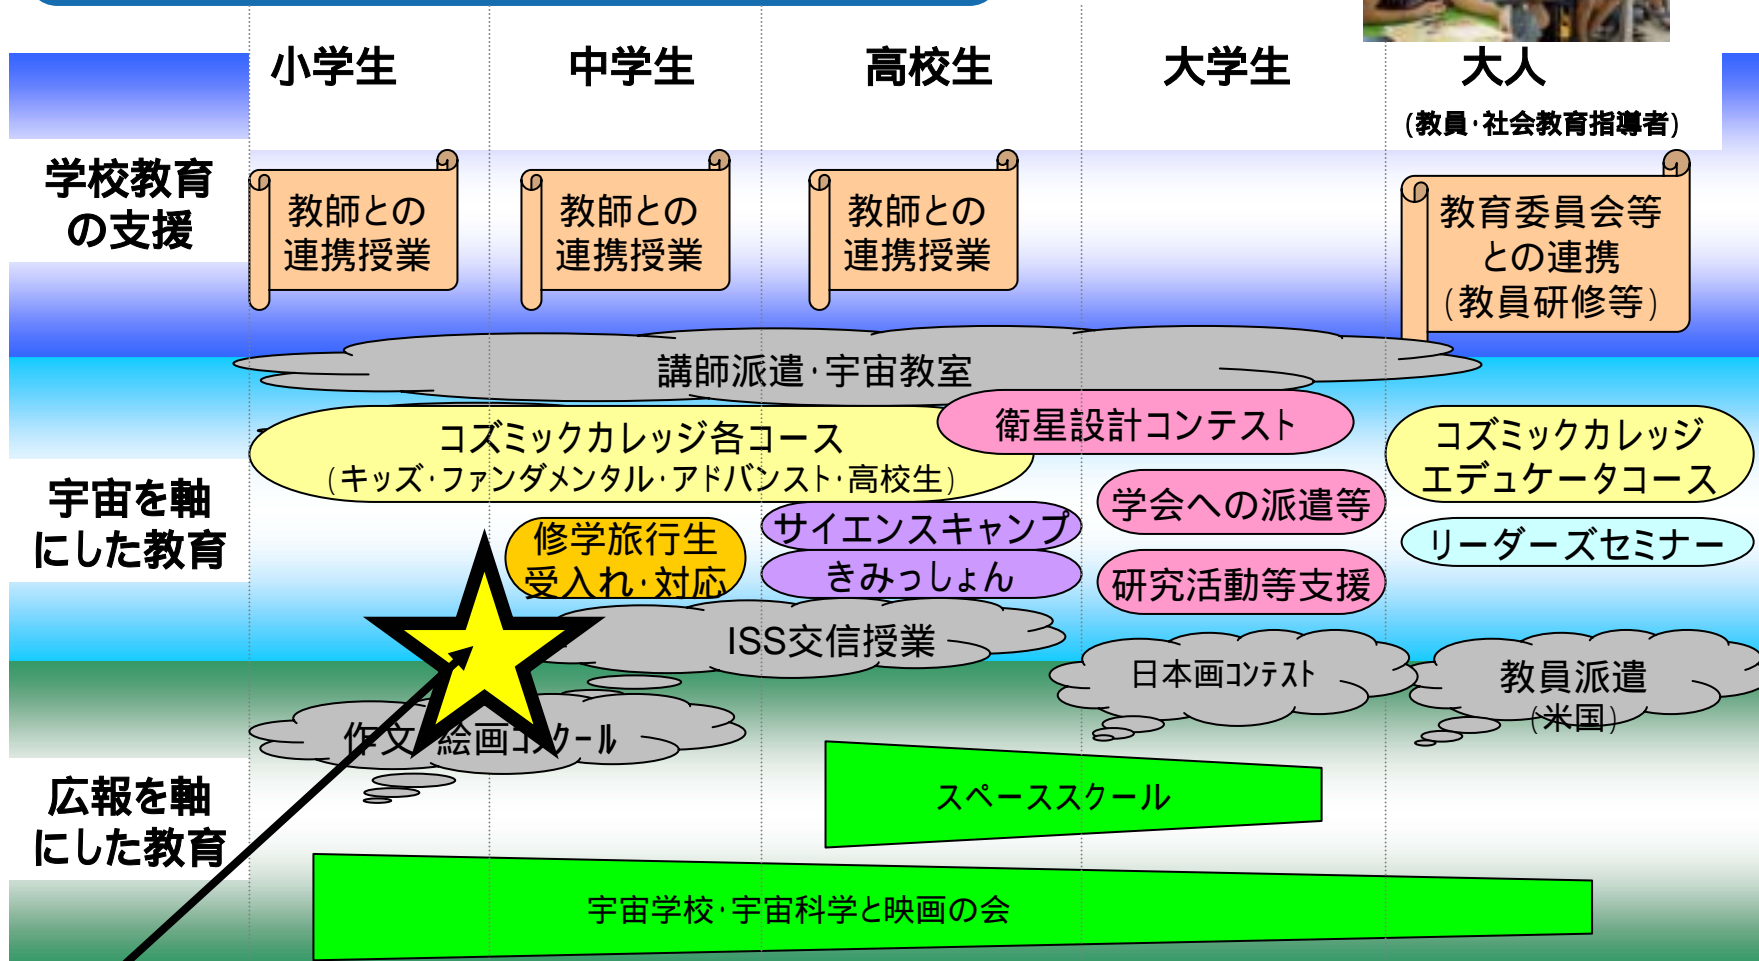 小学生
中学生
高校生
大学生
大人
(教員・社会教育指導者)
学校教育
の支援
教師との
連携授業
教師との
連携授業
教師との
連携授業
教育委員会等
との連携
(教員研修等)
講師派遣・宇宙教室
宇宙を軸
にした教育
コズミックカレッジ各コース
(キッズ・ファンダメンタル・アドバンスト・高校生)
衛星設計コンテスト
コズミックカレッジ
エデュケータコース
修学旅行生
受入れ・対応
サイエンスキャンプ
きみっしょん
学会への派遣等
研究活動等支援
リーダーズセミナー
ISS交信授業
日本画コンテスト
教員派遣
(米国)
広報を軸
にした教育
作文 絵画コンクール
スペーススクール
宇宙学校・宇宙科学と映画の会